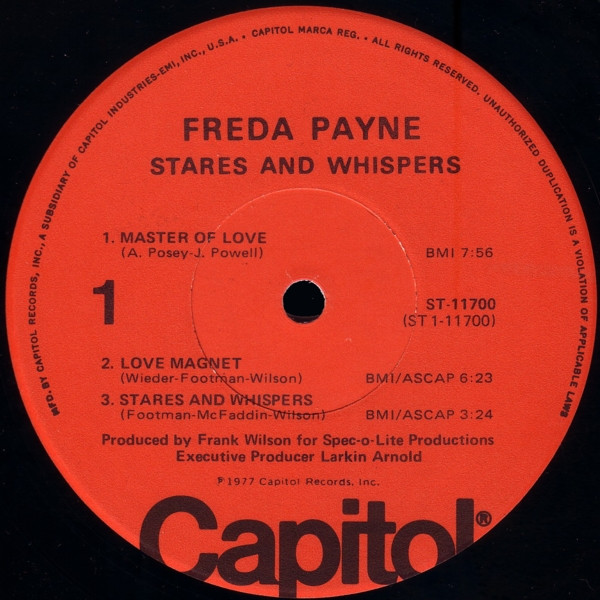 MFD. BY CAPITOL RECORDS, INC., A SUBSIDIARY OF CAPITOL INDUSTRIES-EMI, INC., U.S.A. • CAPITOL MARCA REG. • ALL RIGHTS RESERVED. UNAUTHORIZED DUPLICATION IS A VIOLATION OF APPLICABLE LAWS
FREDA PAYNE
STARES AND WHISPERS
1. MASTER OF LOVE
(A. Posey-J. Powell) BMI 7:56
1
ST-11700
(ST1-11700)
2. LOVE MAGNET
(Wieder-Footman-Wilson) BMI/ASCAP 6:23
3. STARES AND WHISPERS
(Footman-McFaddin-Wilson) BMI/ASCAP 3:24
Produced by Frank Wilson for Spec-o-Lite Productions
Executive Producer Larkin Arnold
℗ 1977 Capitol Records, Inc.
Capitol®